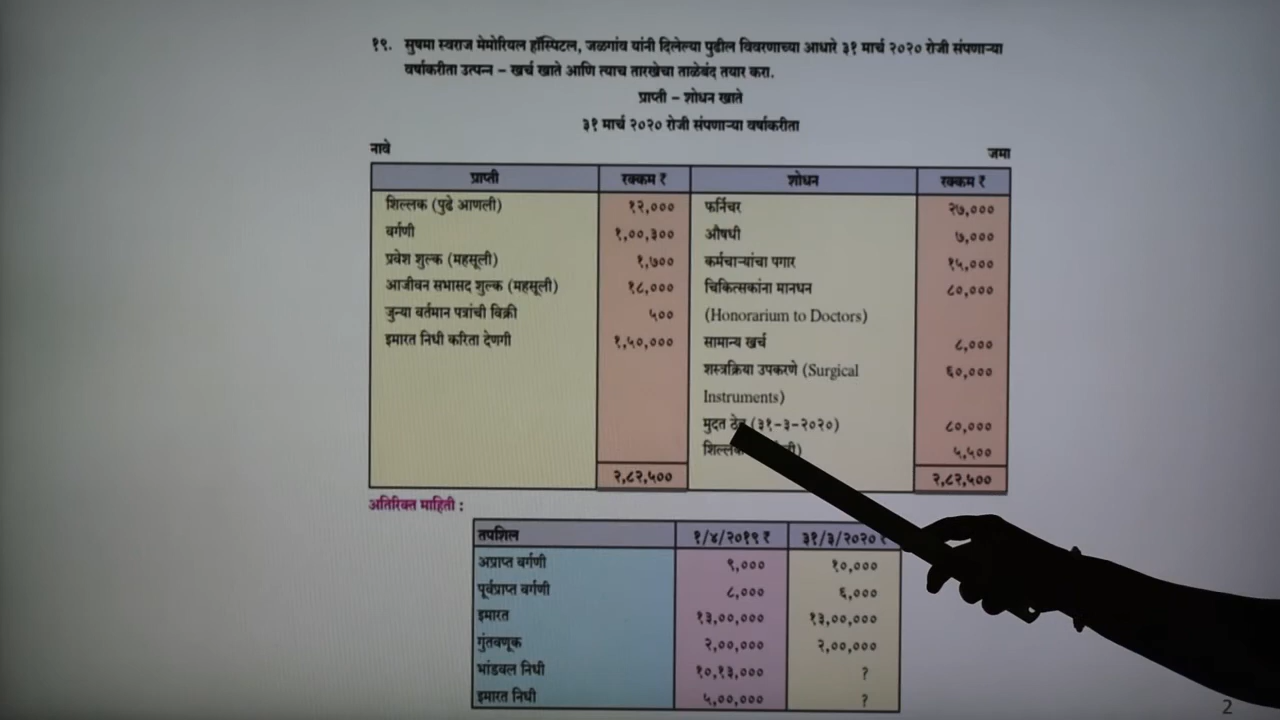 १९. सुषमा स्वराज मेमोरियल हॉस्पिटल, जळगांव यांनी दिलेल्या पुढील विवरणाच्या आधारे ३१ मार्च २०२० रोजी संपणाऱ्या
वर्षाकरीता उत्पन्न – खर्च खाते आणि त्याच तारखेचा ताळेबंद तयार करा.
प्राप्ती – शोधन खाते
३१ मार्च २०२० रोजी संपणाऱ्या वर्षाकरीता
नावे जमा
प्राप्ती रक्कम ₹ शोधन रक्कम ₹
शिल्लक (पुढे आणली) १२,००० फर्निचर २७,०००
वर्गणी १,००,३०० औषधी ७,०००
प्रवेश शुल्क (महसूली) १,७०० कर्मचाऱ्यांचा पगार १५,०००
आजीवन सभासद शुल्क (महसूली) १८,००० चिकित्सकांना मानधन ८०,०००
जुन्या वर्तमान पत्रांची विक्री ५०० (Honorarium to Doctors)
इमारत निधी करिता देणगी १,५०,००० सामान्य खर्च ८,०००
शस्त्रक्रिया उपकरणे (Surgical ६०,०००
Instruments)
मुदत ठेव (३१-३-२०२०) ८०,०००
शिल्लक ५,५००
२,८२,५०० २,८२,५००
अतिरिक्त माहिती :
तपशिल १/४/२०१९ ₹ ३१/३/२०२० ₹
अप्राप्त वर्गणी ९,००० १०,०००
पूर्वप्राप्त वर्गणी ८,००० ६,०००
इमारत १३,००,००० १३,००,०००
गुंतवणूक २,००,००० २,००,०००
भांडवल निधी १०,१३,००० ?
इमारत निधी ५,००,००० ?
2